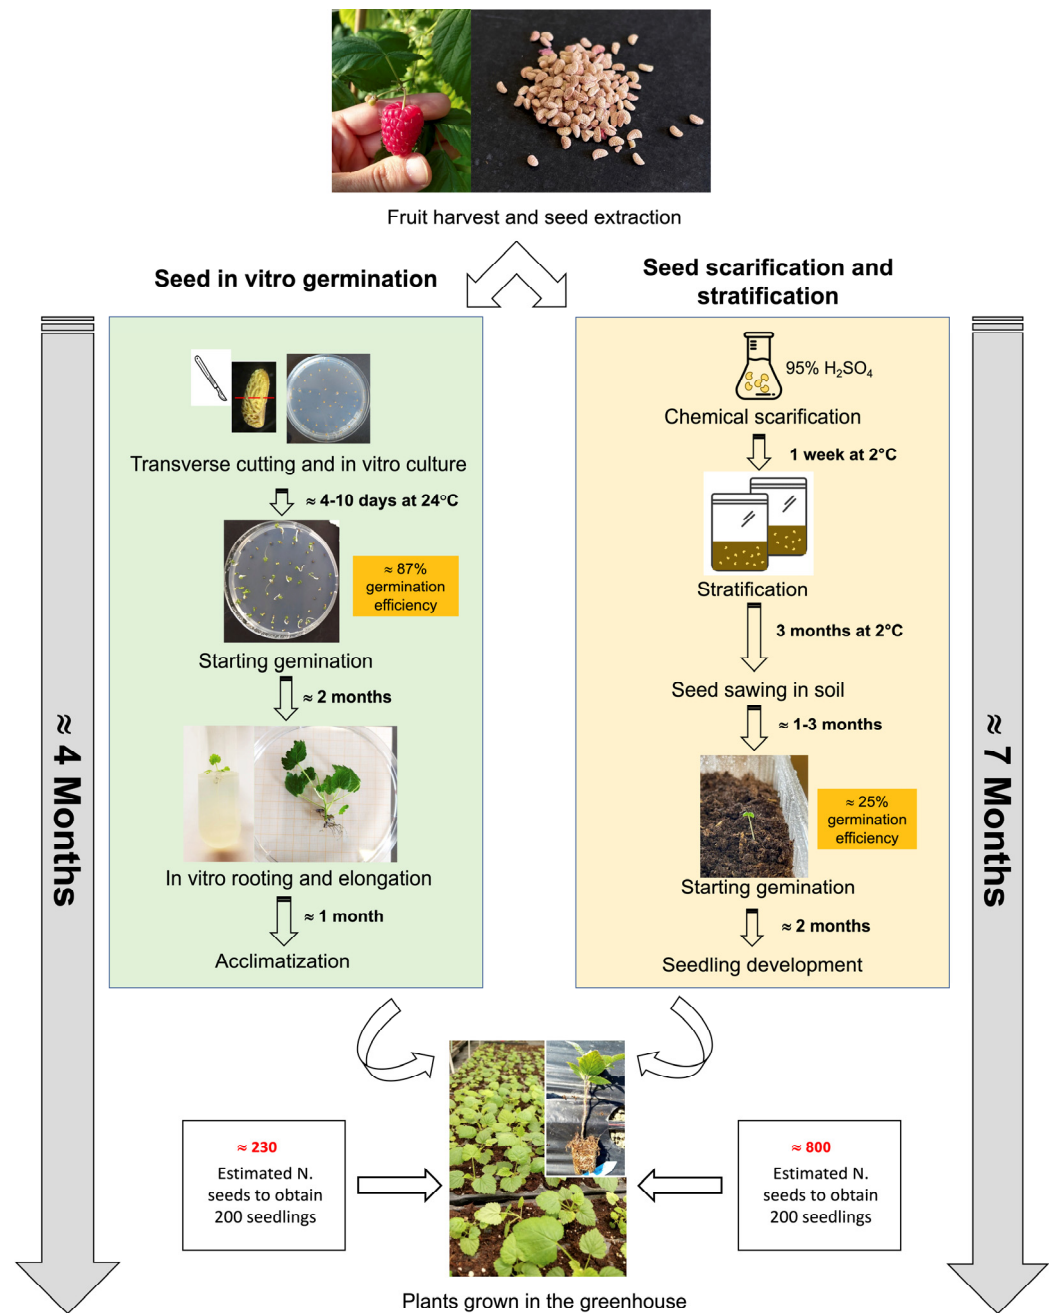 Fruit harvest and seed extraction
Seed in vitro germination
Seed scarification and
stratification
≈ 4 Months
Transverse cutting and in vitro culture
≈ 4-10 days at 24°C
≈ 87%
germination
efficiency
Starting gemination
≈ 2 months
In vitro rooting and elongation
≈ 1 month
Acclimatization
95% H₂SO₄
Chemical scarification
1 week at 2°C
Stratification
3 months at 2°C
Seed sawing in soil
≈ 1-3 months
≈ 25%
germination
efficiency
Starting gemination
≈ 2 months
Seedling development
≈ 7 Months
≈ 230
Estimated N.
seeds to obtain
200 seedlings
≈ 800
Estimated N.
seeds to obtain
200 seedlings
Plants grown in the greenhouse